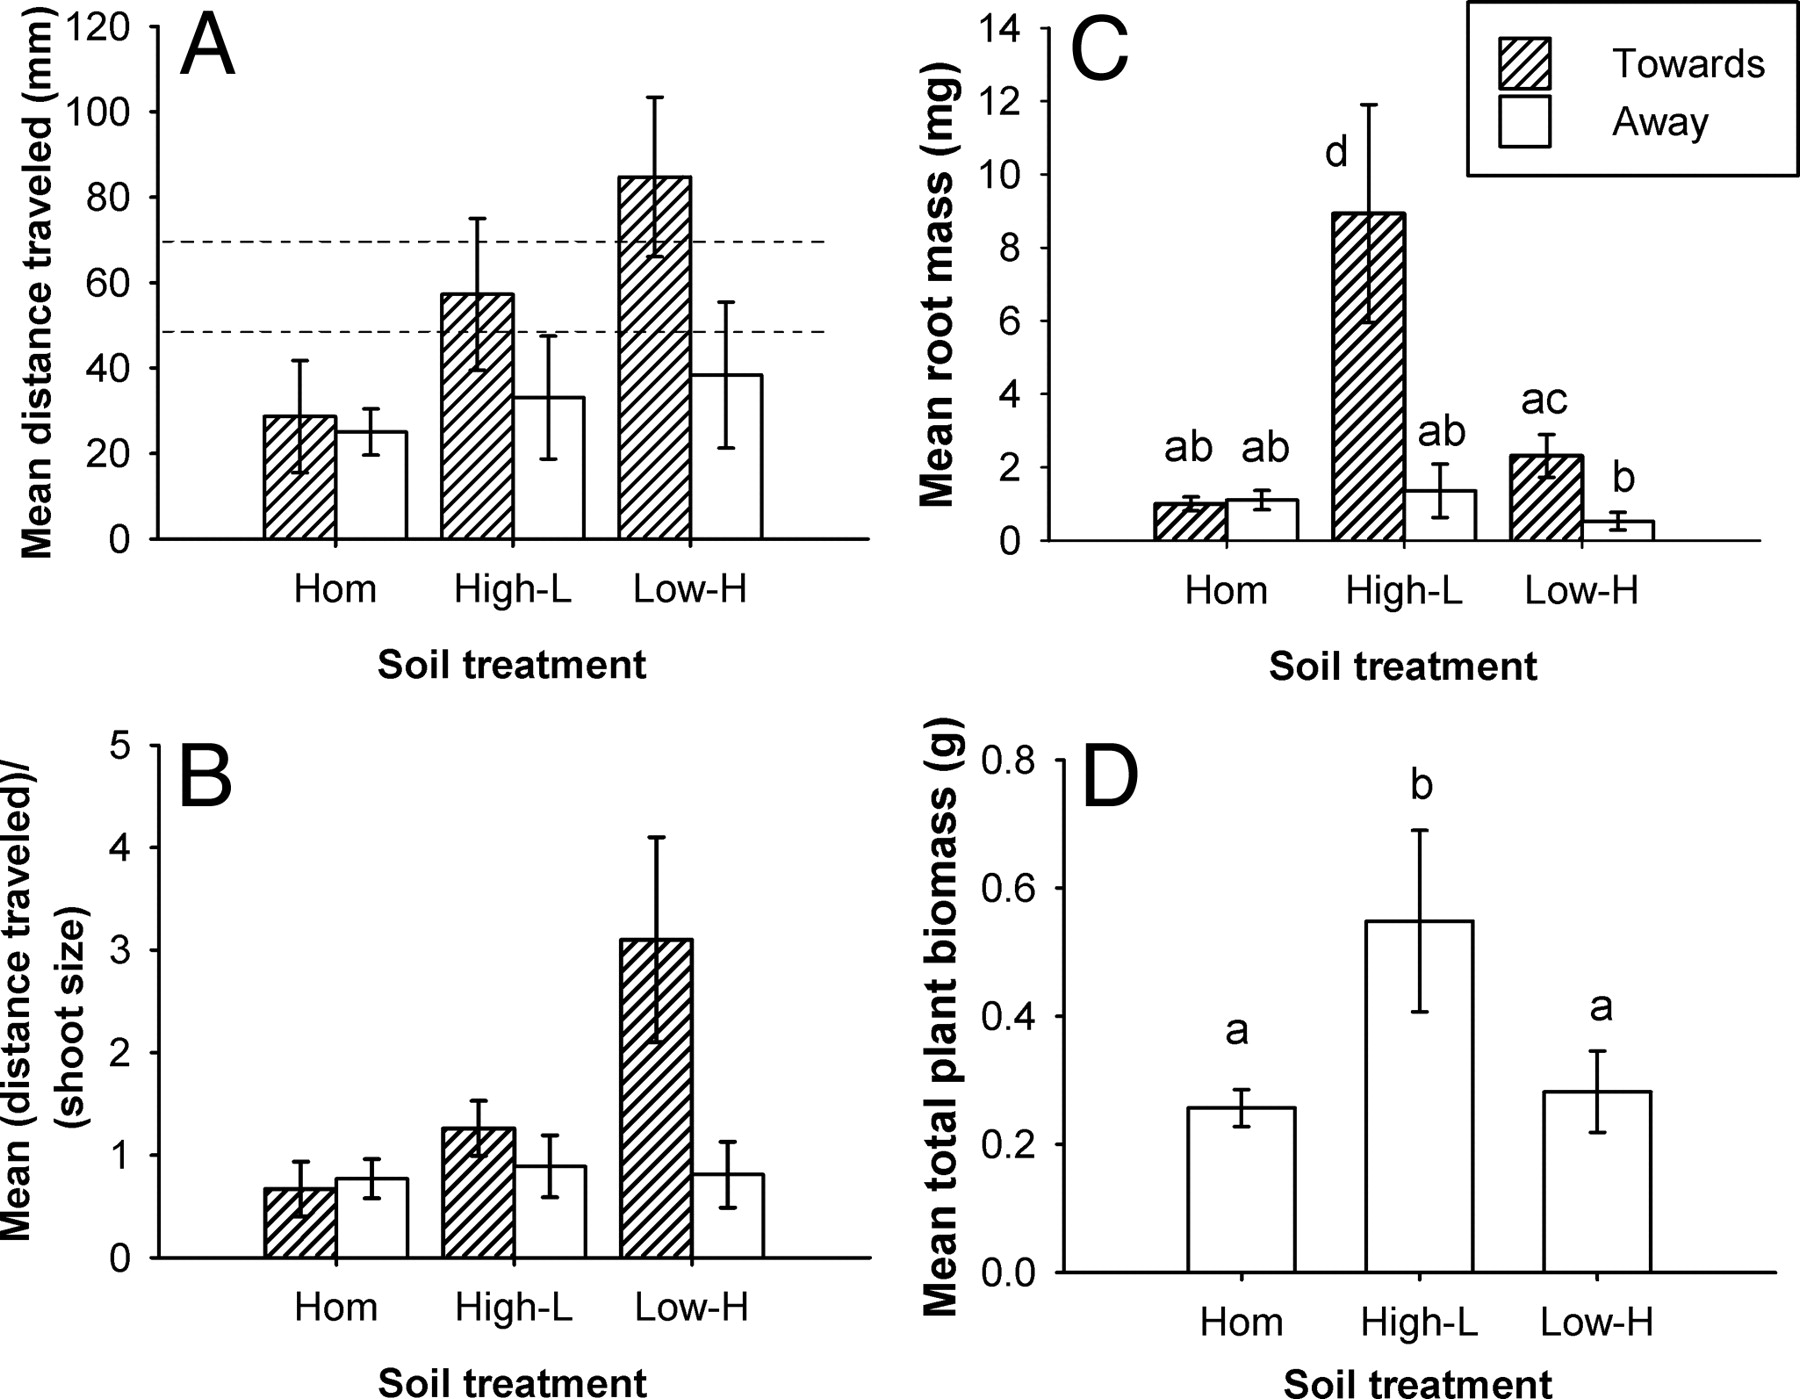 A
Mean distance traveled (mm)
120
100
80
60
40
20
0
Hom High-L Low-H
Soil treatment
C
Mean root mass (mg)
14
12
10
8
6
4
2
0
ab ab d ab ac b
Hom High-L Low-H
Soil treatment
Towards
Away
B
Mean (distance traveled)/
(shoot size)
5
4
3
2
1
0
Hom High-L Low-H
Soil treatment
D
Mean total plant biomass (g)
0.8
0.6
0.4
0.2
0.0
a b a
Hom High-L Low-H
Soil treatment